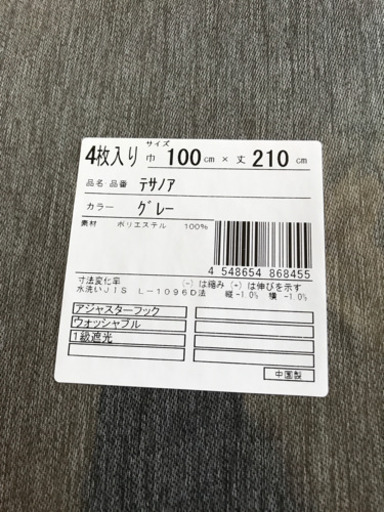 サイズ
4枚入り 巾 100cm × 丈 210cm
品名・品番 テサノア
カラー グレー
素材 ポリエステル 100%
4 548654 868455
寸法変化率 (-)は縮み (+)は伸びを示す
水洗いJIS L-1096D法 縦-1.0% 横-1.0%
アジャスターフック
ウォッシャブル
1級遮光
中国製